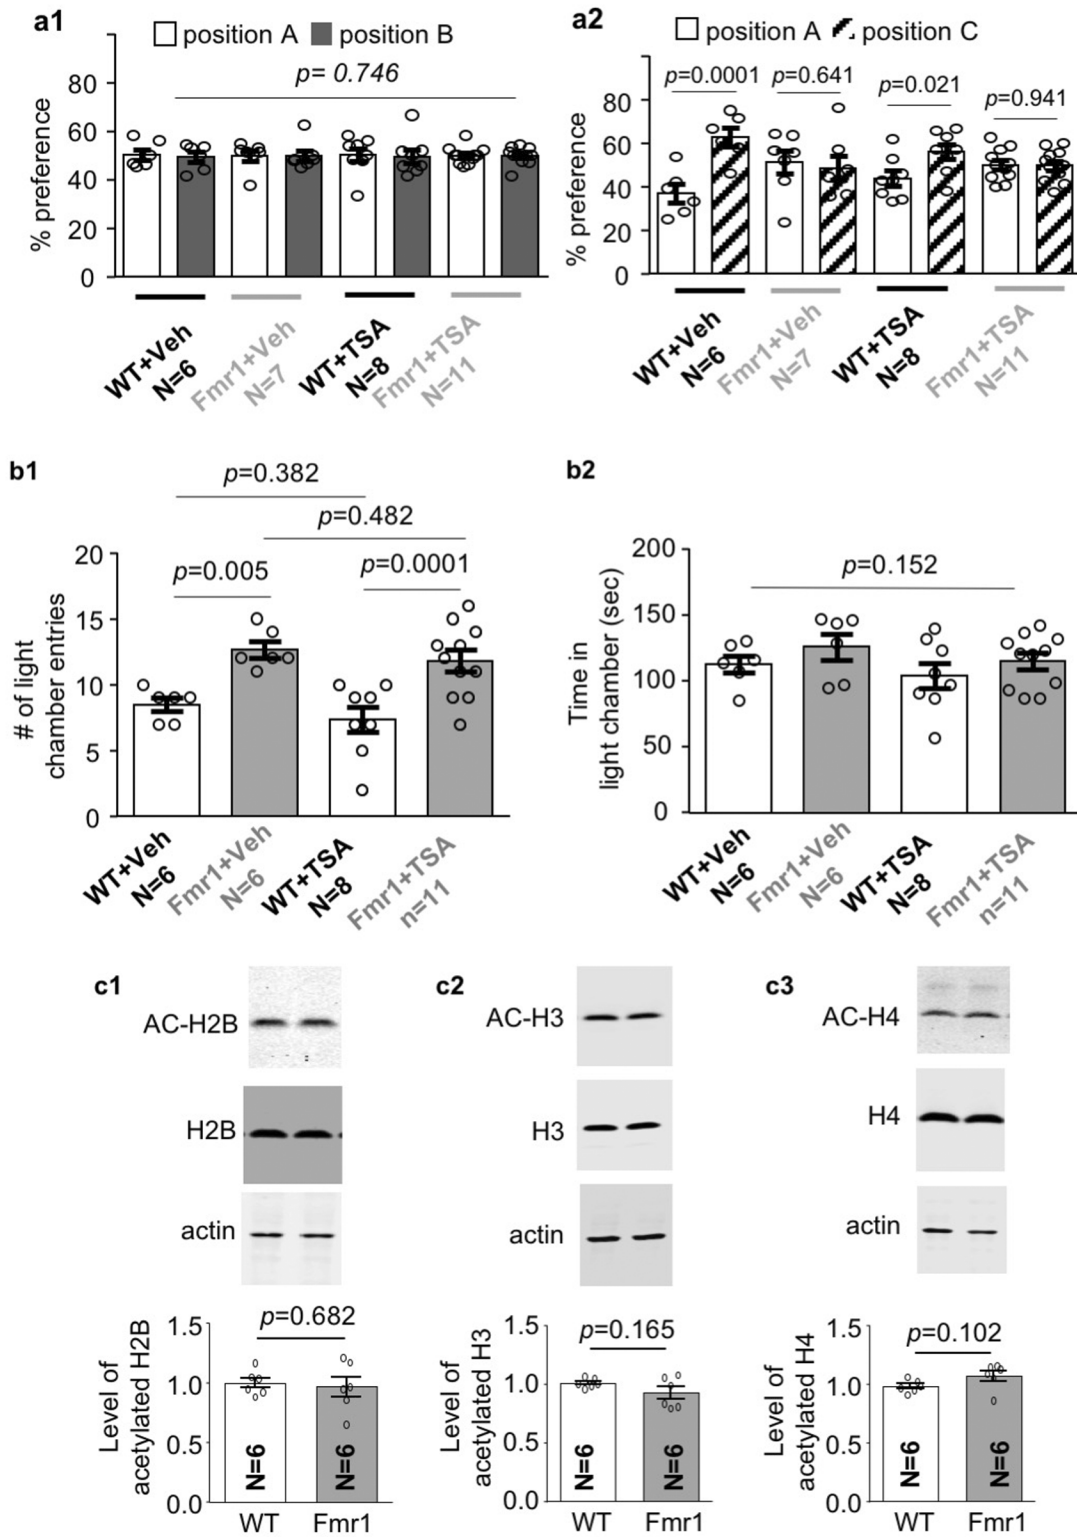 a1
position A
position B
p= 0.746
% preference
80
60
40
20
0
WT+Veh
N=6
Fmr1+Veh
N=7
WT+TSA
N=8
Fmr1+TSA
N=11
a2
position A
position C
p=0.0001
p=0.641
p=0.021
p=0.941
% preference
80
60
40
20
0
WT+Veh
N=6
Fmr1+Veh
N=7
WT+TSA
N=8
Fmr1+TSA
N=11
b1
p=0.382
p=0.482
p=0.005
p=0.0001
# of light
chamber entries
20
15
10
5
0
WT+Veh
N=6
Fmr1+Veh
N=6
WT+TSA
N=8
Fmr1+TSA
n=11
b2
p=0.152
Time in
light chamber (sec)
200
150
100
50
0
WT+Veh
N=6
Fmr1+Veh
N=6
WT+TSA
N=8
Fmr1+TSA
n=11
c1
AC-H2B
H2B
actin
p=0.682
Level of
acetylated H2B
1.5
1.0
0.5
0.0
N=6
N=6
WT
Fmr1
c2
AC-H3
H3
actin
p=0.165
Level of
acetylated H3
1.5
1.0
0.5
0.0
N=6
N=6
WT
Fmr1
c3
AC-H4
H4
actin
p=0.102
Level of
acetylated H4
1.5
1.0
0.5
0.0
N=6
N=6
WT
Fmr1